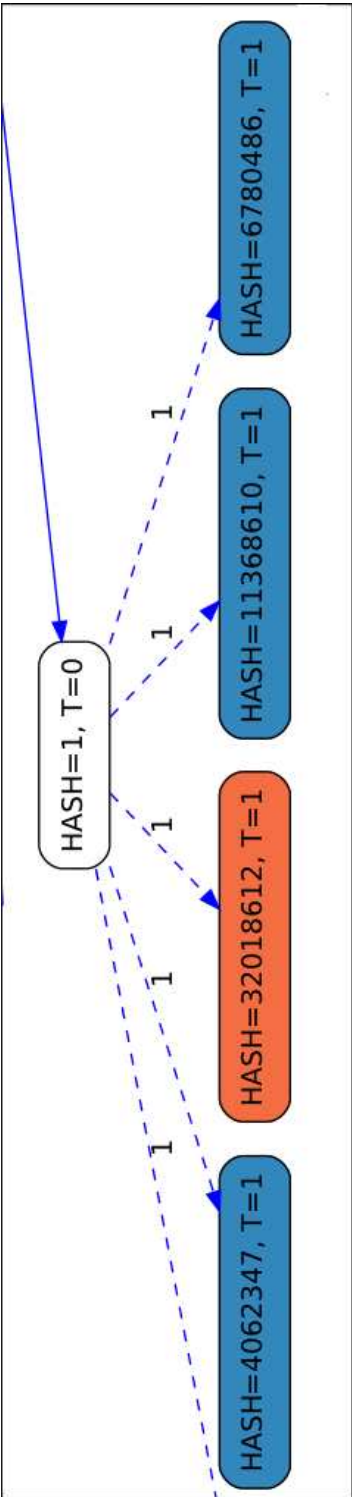 HASH=1, T=0
1
1
1
1
1
HASH=4062347, T=1
HASH=32018612, T=1
HASH=11368610, T=1
HASH=6780486, T=1